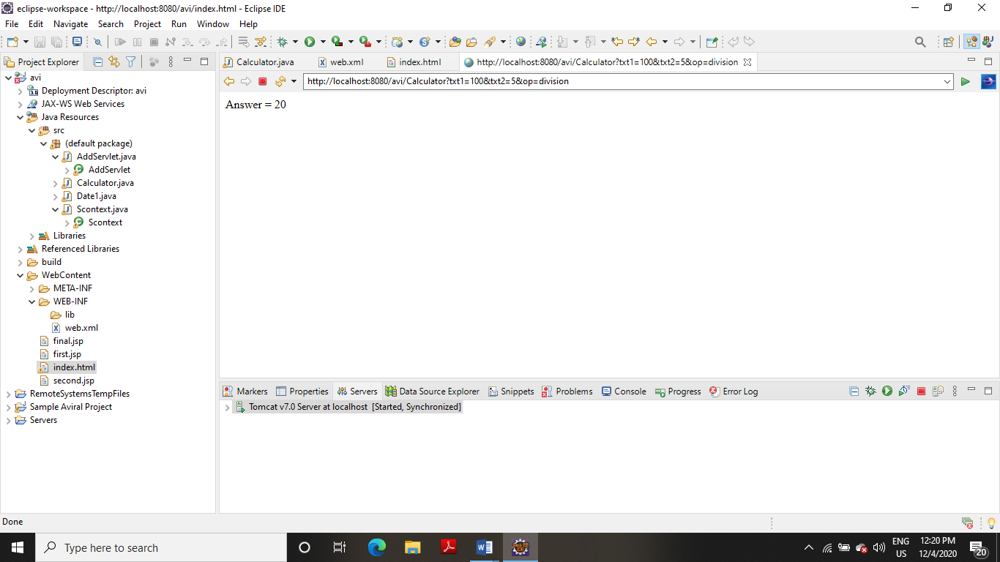 eclipse-workspace - http://localhost:8080/avi/index.html - Eclipse IDE
File Edit Navigate Search Project Run Window Help
Project Explorer
Calculator.java web.xml index.html http://localhost:8080/avi/Calculator?txt1=100&txt2=5&op=division
http://localhost:8080/avi/Calculator?txt1=100&txt2=5&op=division
Answer = 20
avi
Deployment Descriptor: avi
JAX-WS Web Services
Java Resources
src
(default package)
AddServlet.java
AddServlet
Calculator.java
Date1.java
Scontext.java
Scontext
Libraries
Referenced Libraries
build
WebContent
META-INF
WEB-INF
lib
web.xml
final.jsp
first.jsp
index.html
second.jsp
RemoteSystemsTempFiles
Sample Aviral Project
Servers
Markers Properties Servers Data Source Explorer Snippets Problems Console Progress Error Log
Tomcat v7.0 Server at localhost [Started, Synchronized]
Done
Type here to search
ENG
US
12:20 PM
12/4/2020
20